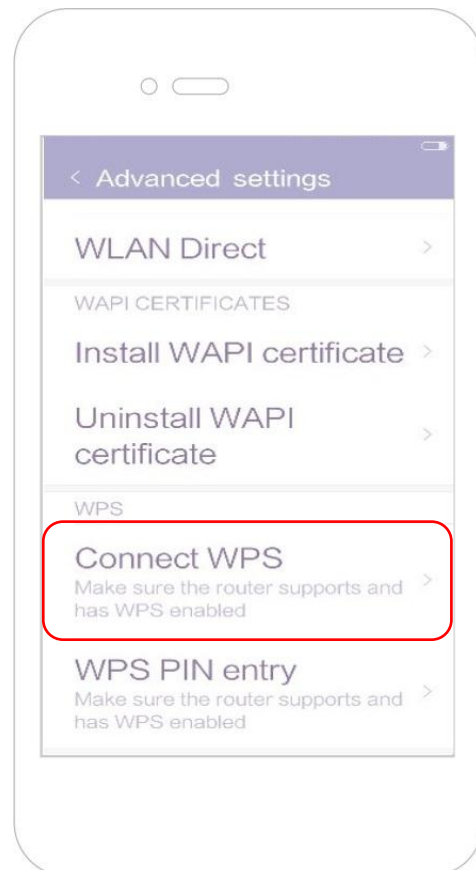 < Advanced settings
WLAN Direct >
WAPI CERTIFICATES
Install WAPI certificate >
Uninstall WAPI
certificate >
WPS
Connect WPS
Make sure the router supports and >
has WPS enabled
WPS PIN entry
Make sure the router supports and >
has WPS enabled